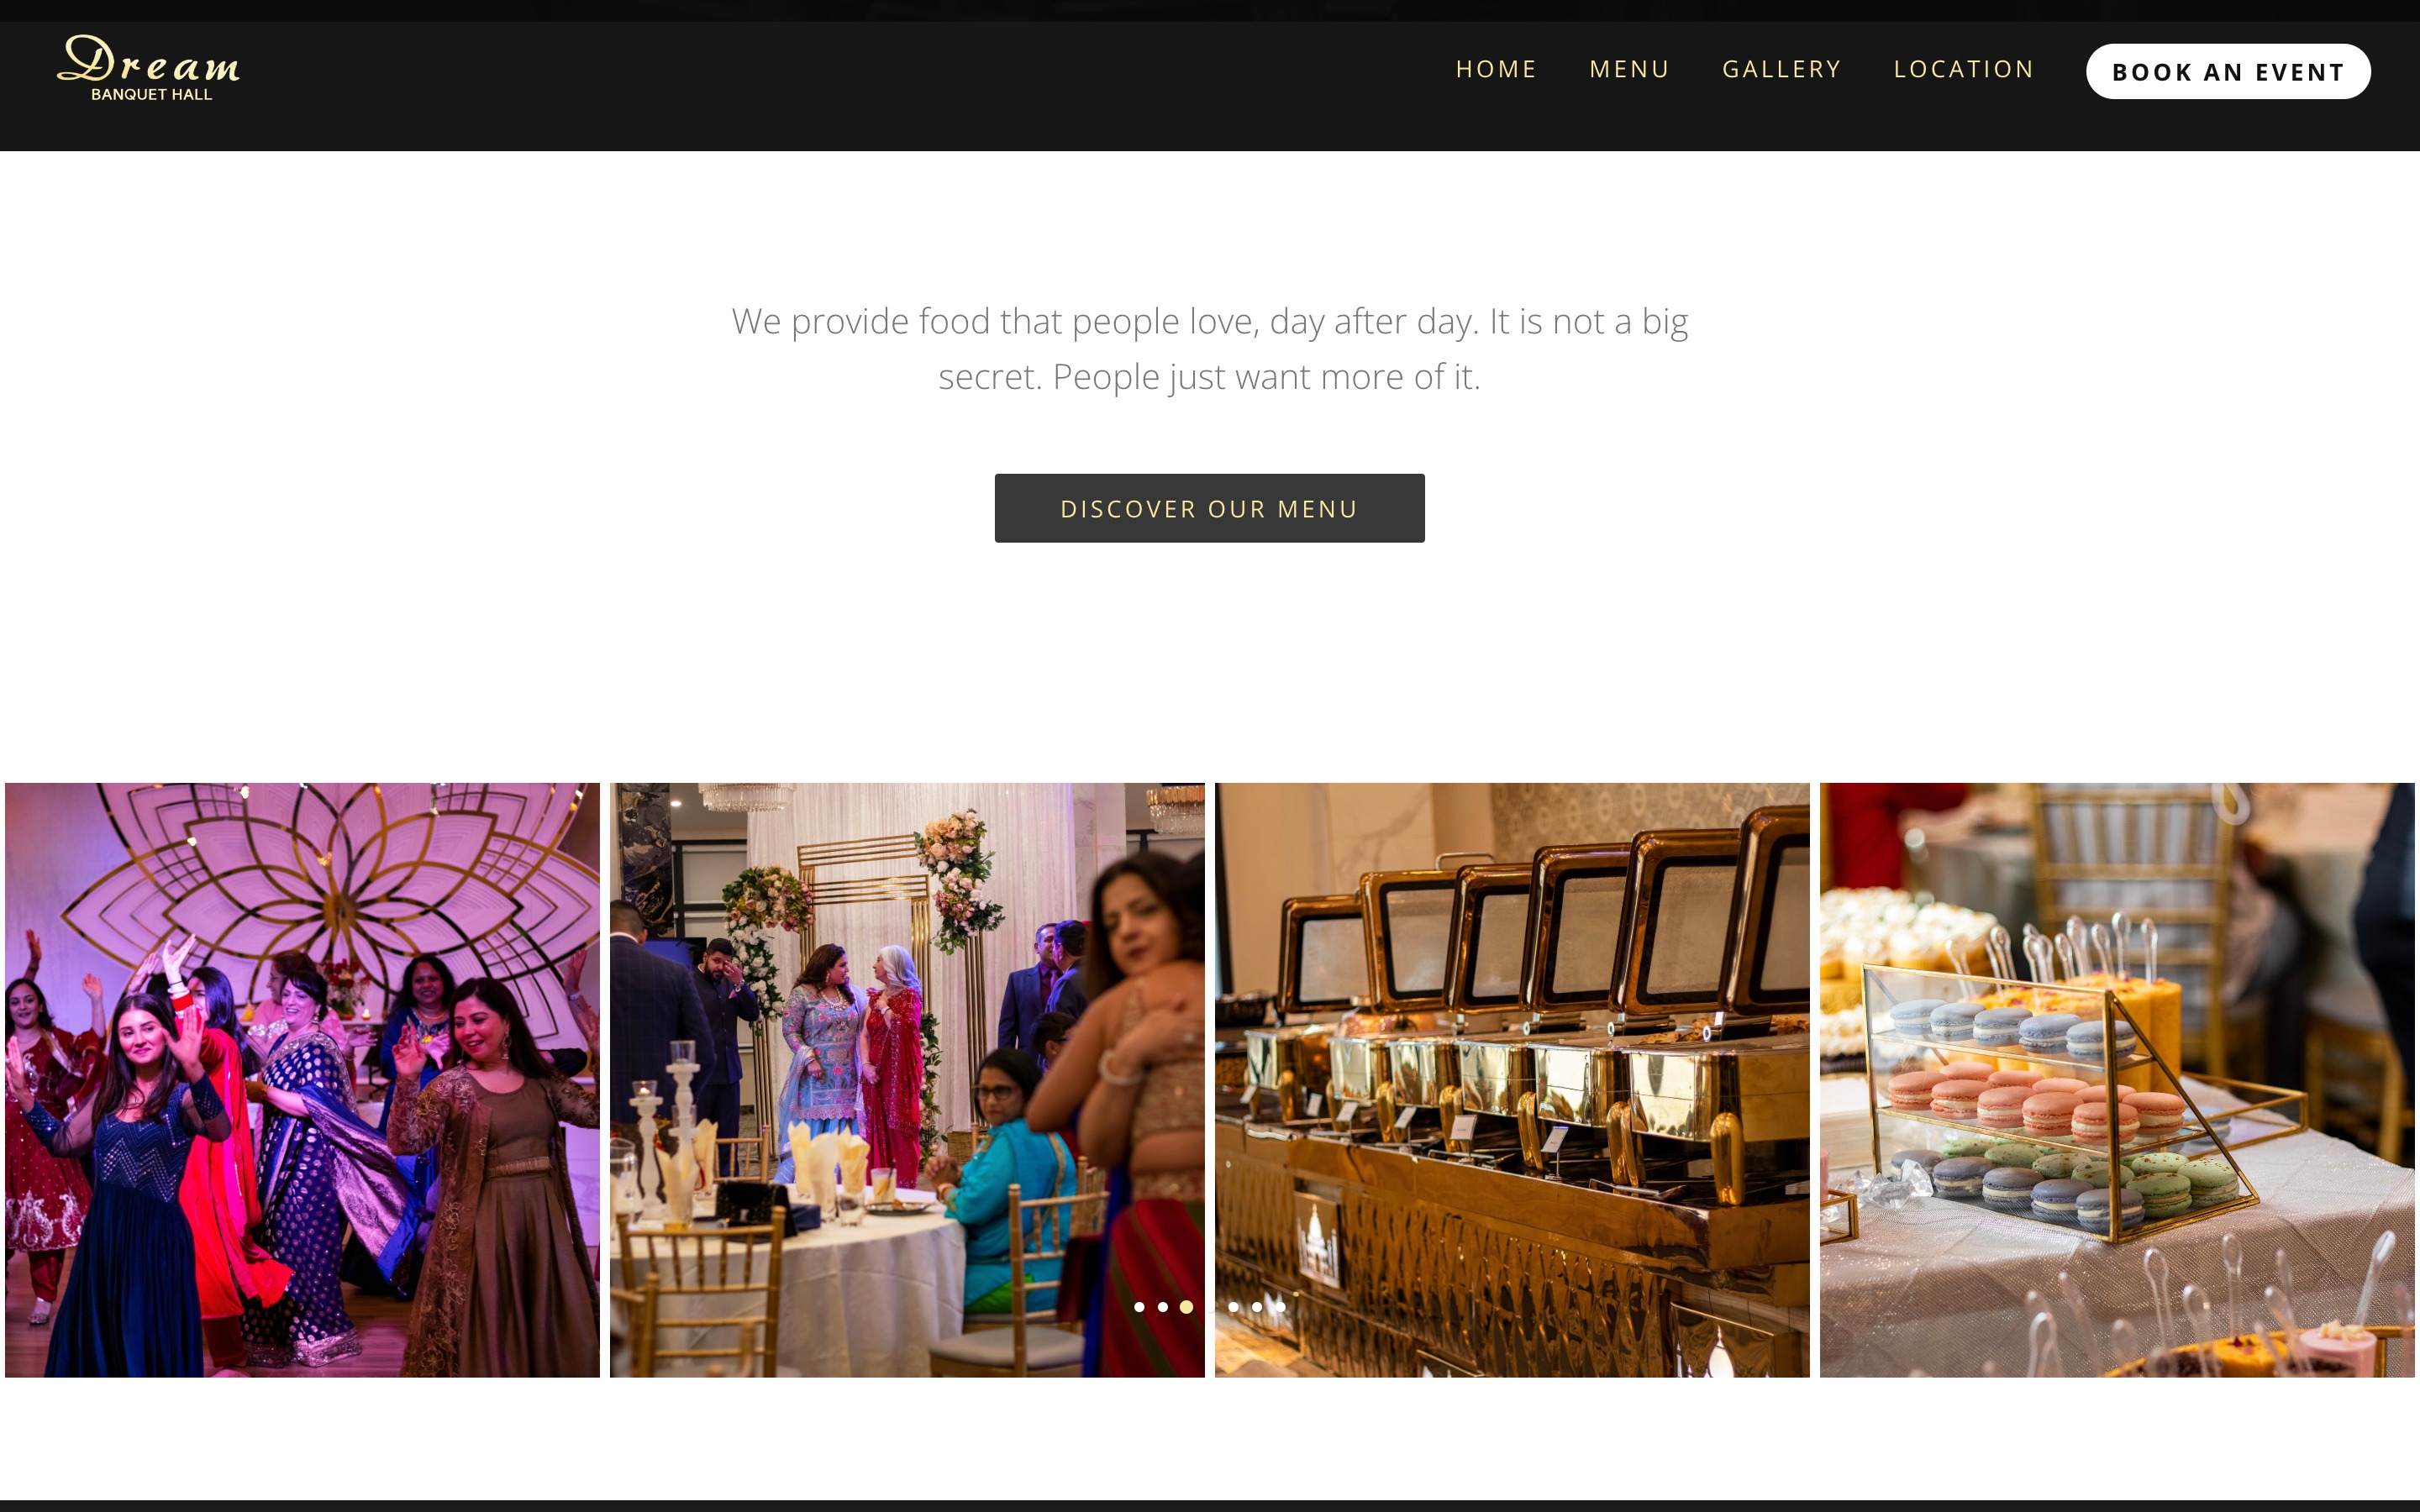 Dream
BANQUET HALL
HOME
MENU
GALLERY
LOCATION
BOOK AN EVENT
We provide food that people love, day after day. It is not a big
secret. People just want more of it.
DISCOVER OUR MENU